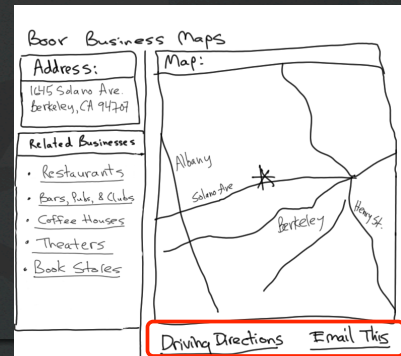 Boor Business Maps
Address:
1645 Solano Ave.
Berkeley, CA 94707
Related Businesses
• Restaurants
• Bars, Pubs, & Clubs
• Coffee Houses
• Theaters
• Book Stores
Map:
Albany
Solano Ave
Berkeley
Henry St.
Driving Directions Email This